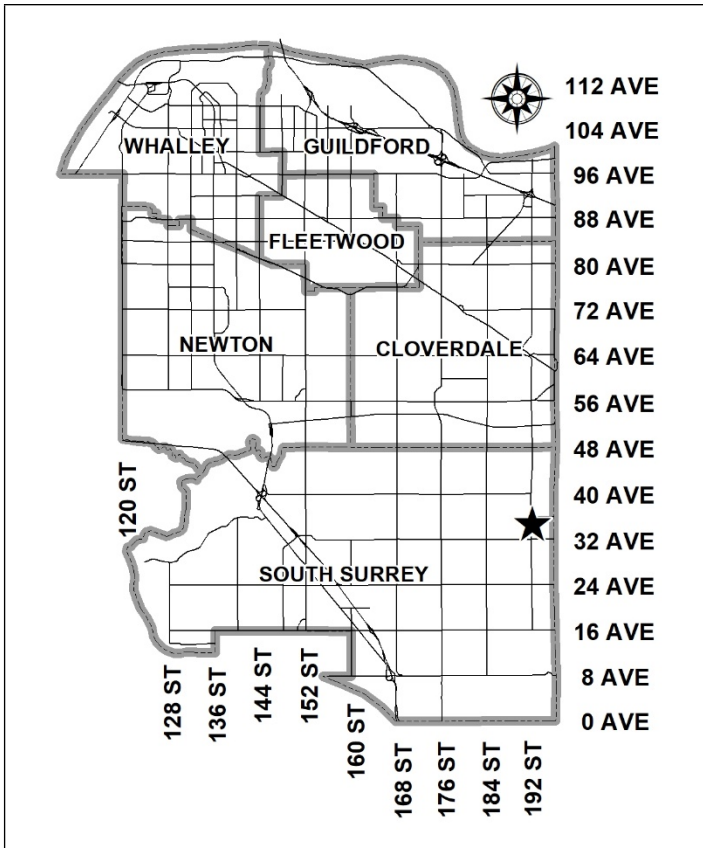 112 AVE
104 AVE
WHALLEY
GUILDFORD
96 AVE
88 AVE
FLEETWOOD
80 AVE
72 AVE
NEWTON
CLOVERDALE
64 AVE
56 AVE
48 AVE
120 ST
40 AVE
32 AVE
SOUTH SURREY
24 AVE
16 AVE
8 AVE
0 AVE
128 ST
136 ST
144 ST
152 ST
160 ST
168 ST
176 ST
184 ST
192 ST